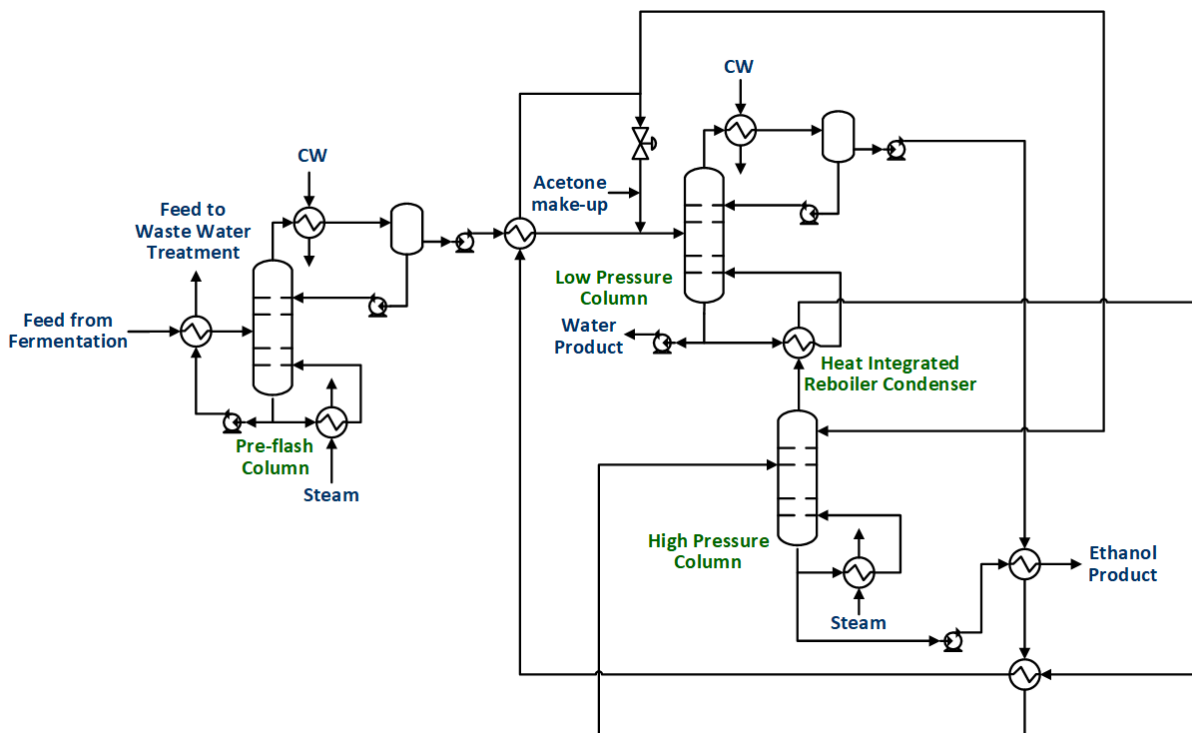 CW
CW
Feed to
Waste Water
Treatment
Acetone
make-up
Feed from
Fermentation
Low Pressure
Column
Water
Product
Heat Integrated
Reboiler Condenser
Pre-flash
Column
Steam
High Pressure
Column
Ethanol
Product
Steam